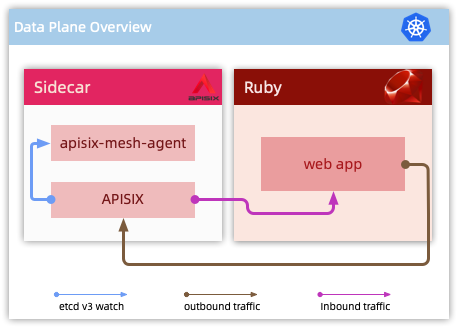 Data Plane Overview
Sidecar
APISIX
Ruby
apisix-mesh-agent
web app
APISIX
etcd v3 watch
outbound traffic
Inbound traffic